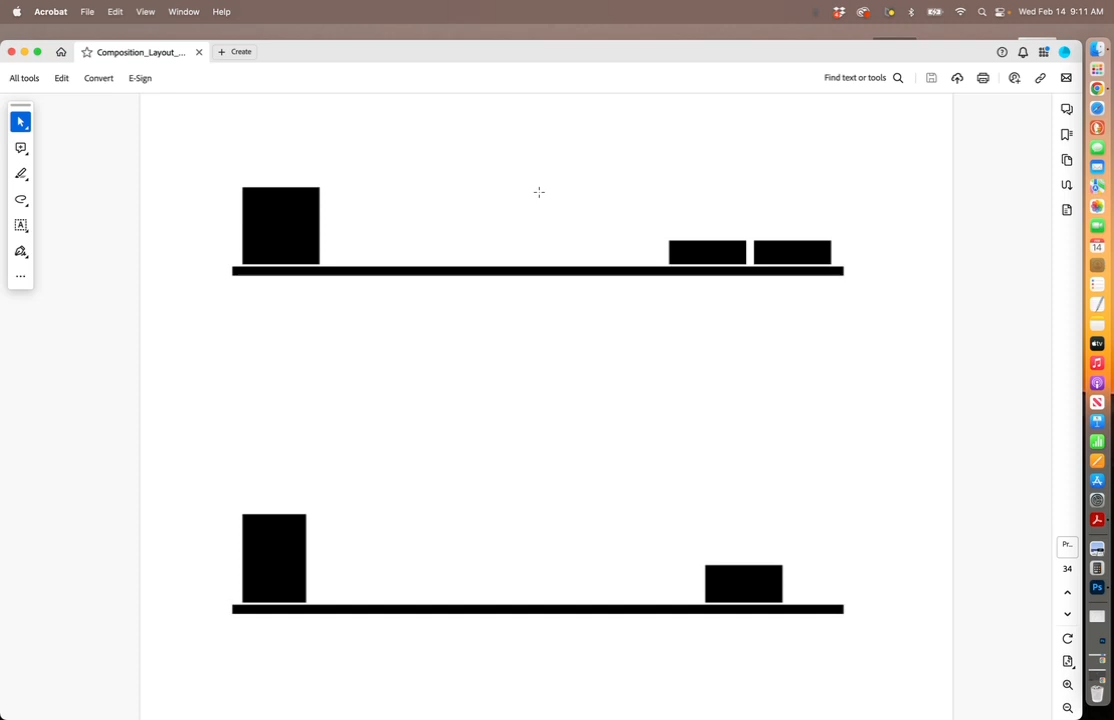 Acrobat File Edit View Window Help Wed Feb 14 9:11 AM
Composition_Layout_... Create
All tools Edit Convert E-Sign Find text or tools
Pr...
34